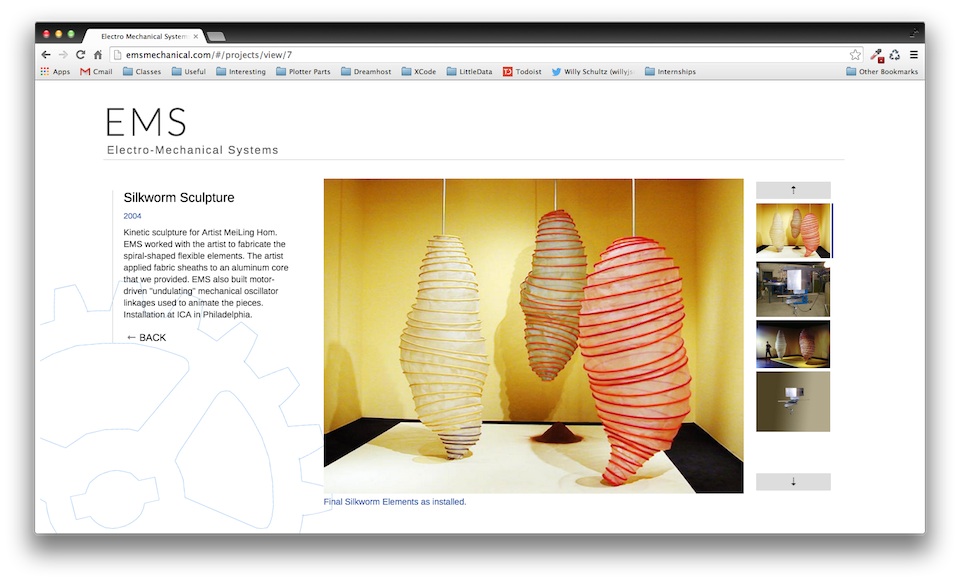 Electro Mechanical System
emsmechanical.com/#/projects/view/7
Apps Gmail Classes Useful Interesting Plotter Parts Dreamhost XCode LittleData Todoist Willy Schultz (willyjs Internships Other Bookmarks
EMS
Electro-Mechanical Systems
Silkworm Sculpture
2004
Kinetic sculpture for Artist MeiLing Hom.
EMS worked with the artist to fabricate the
spiral-shaped flexible elements. The artist
applied fabric sheaths to an aluminum core
that we provided. EMS also built motor-
driven "undulating" mechanical oscillator
linkages used to animate the pieces.
Installation at ICA in Philadelphia.
← BACK
Final Silkworm Elements as installed.